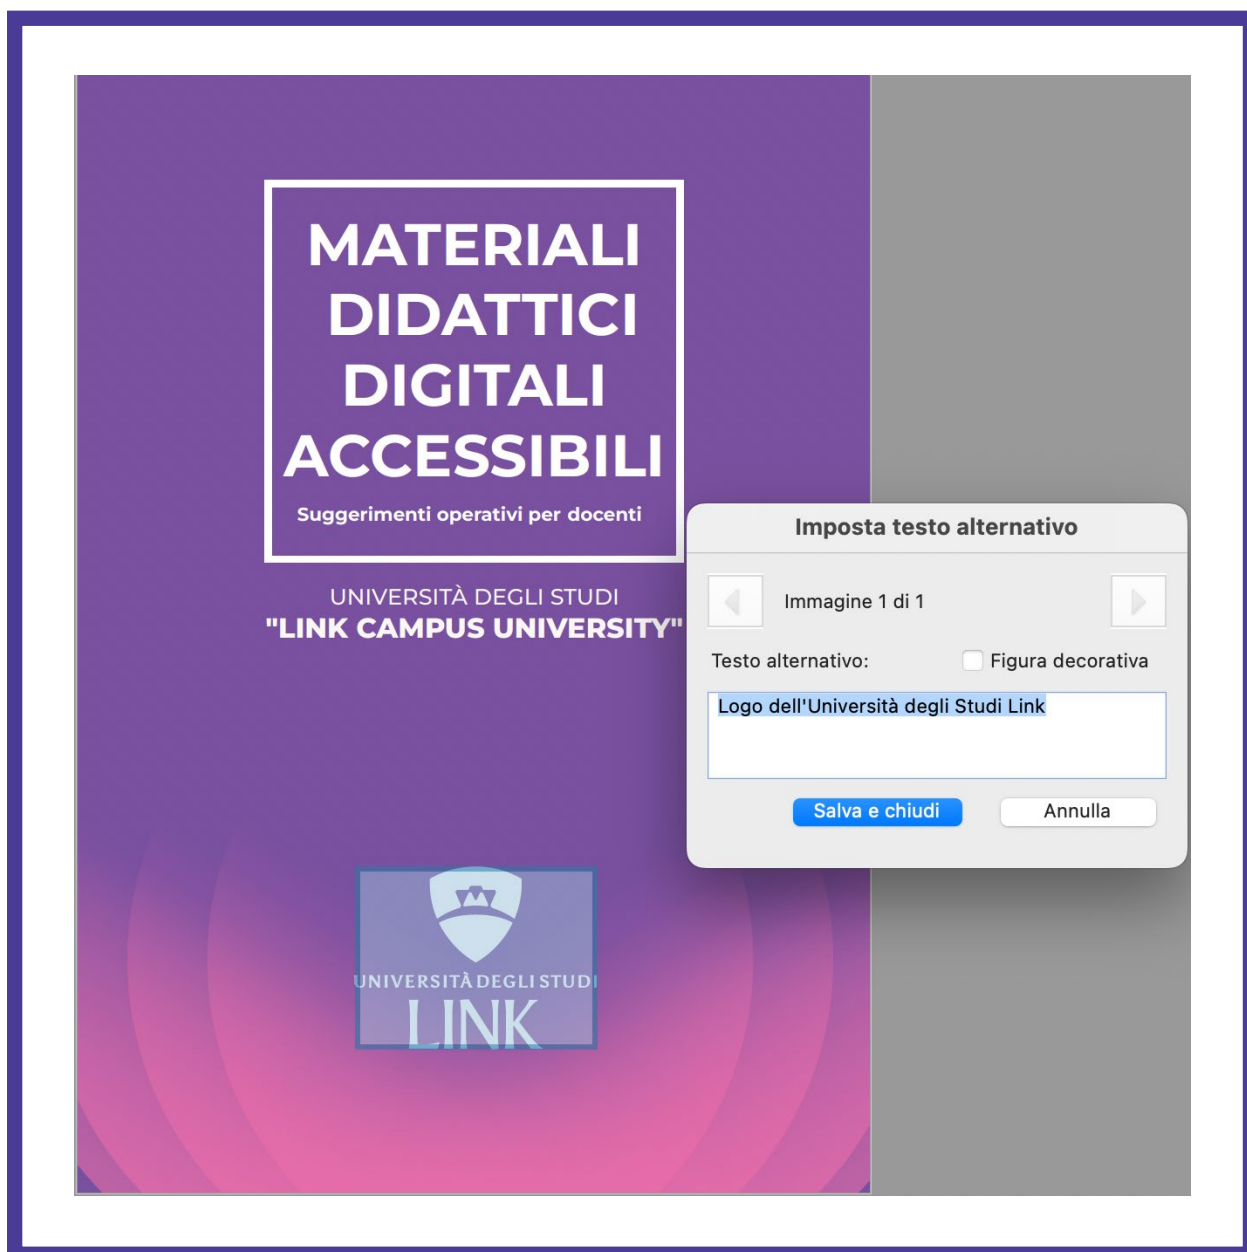 MATERIALI
DIDATTICI
DIGITALI
ACCESSIBILI
Suggerimenti operativi per docenti
UNIVERSITÀ DEGLI STUDI
"LINK CAMPUS UNIVERSITY"
UNIVERSITÀ DEGLI STUDI
LINK
Imposta testo alternativo
Immagine 1 di 1
Testo alternativo: Figura decorativa
Logo dell'Università degli Studi Link
Salva e chiudi Annulla